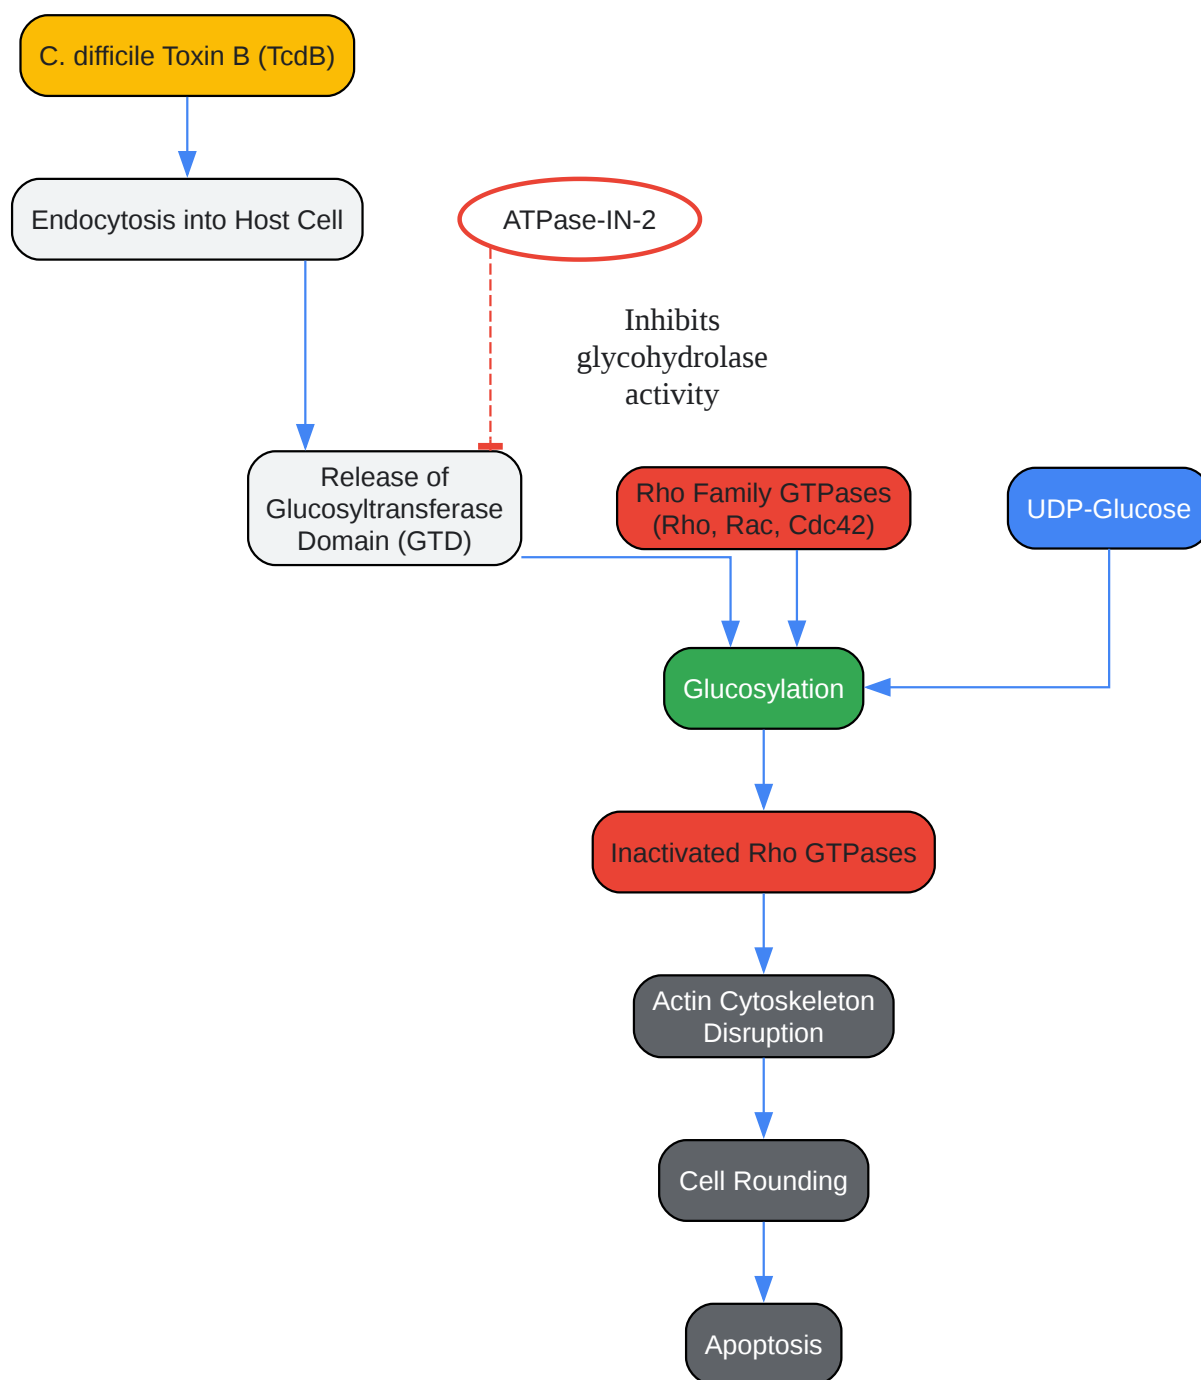 C. difficile Toxin B (TcdB)
Endocytosis into Host Cell
ATPase-IN-2
Inhibits
glycohydrolase
activity
Release of
Glucosyltransferase
Domain (GTD)
Rho Family GTPases
(Rho, Rac, Cdc42)
UDP-Glucose
Glucosylation
Inactivated Rho GTPases
Actin Cytoskeleton
Disruption
Cell Rounding
Apoptosis